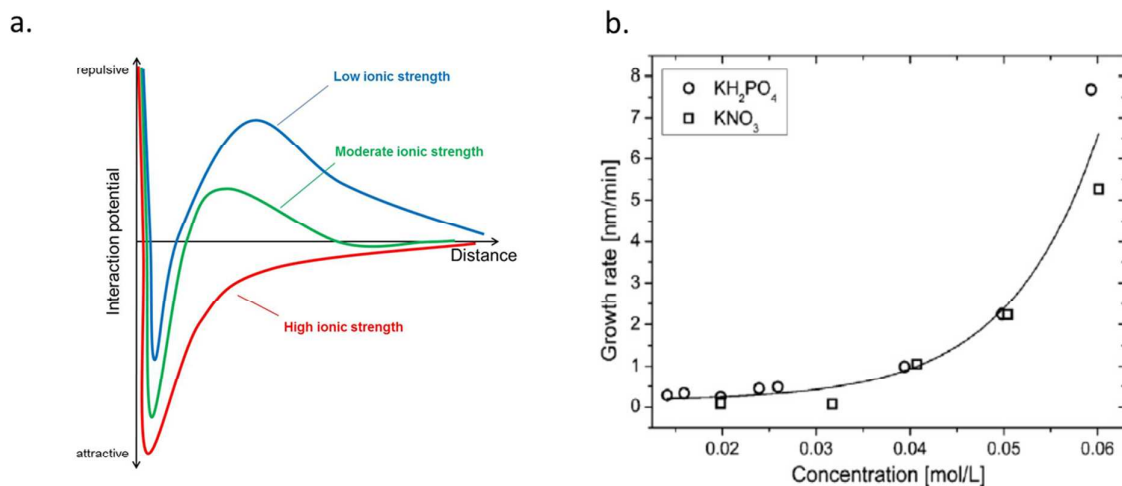 a.
repulsive
Low ionic strength
Moderate ionic strength
Interaction potential
Distance
High ionic strength
attractive
b.
8
7
6
5
4
3
2
1
0
KH₂PO₄
KNO₃
Growth rate [nm/min]
0.02 0.03 0.04 0.05 0.06
Concentration [mol/L]